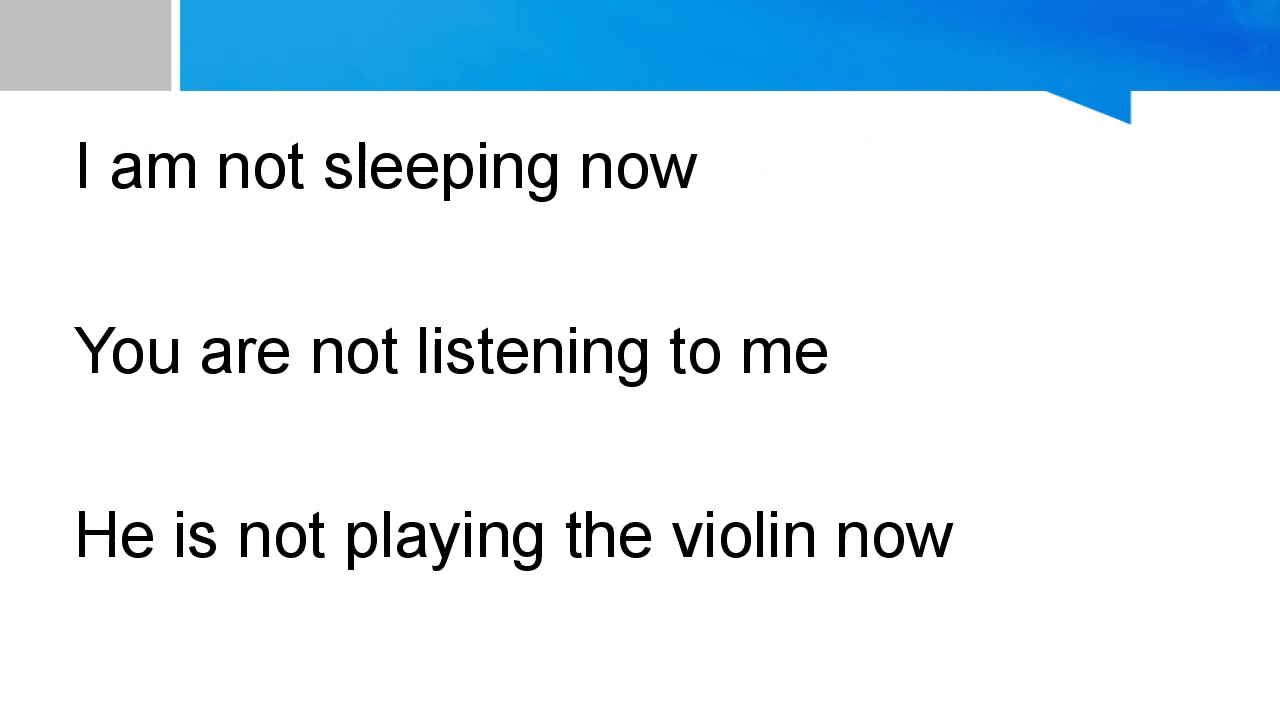 I am not sleeping now
You are not listening to me
He is not playing the violin now